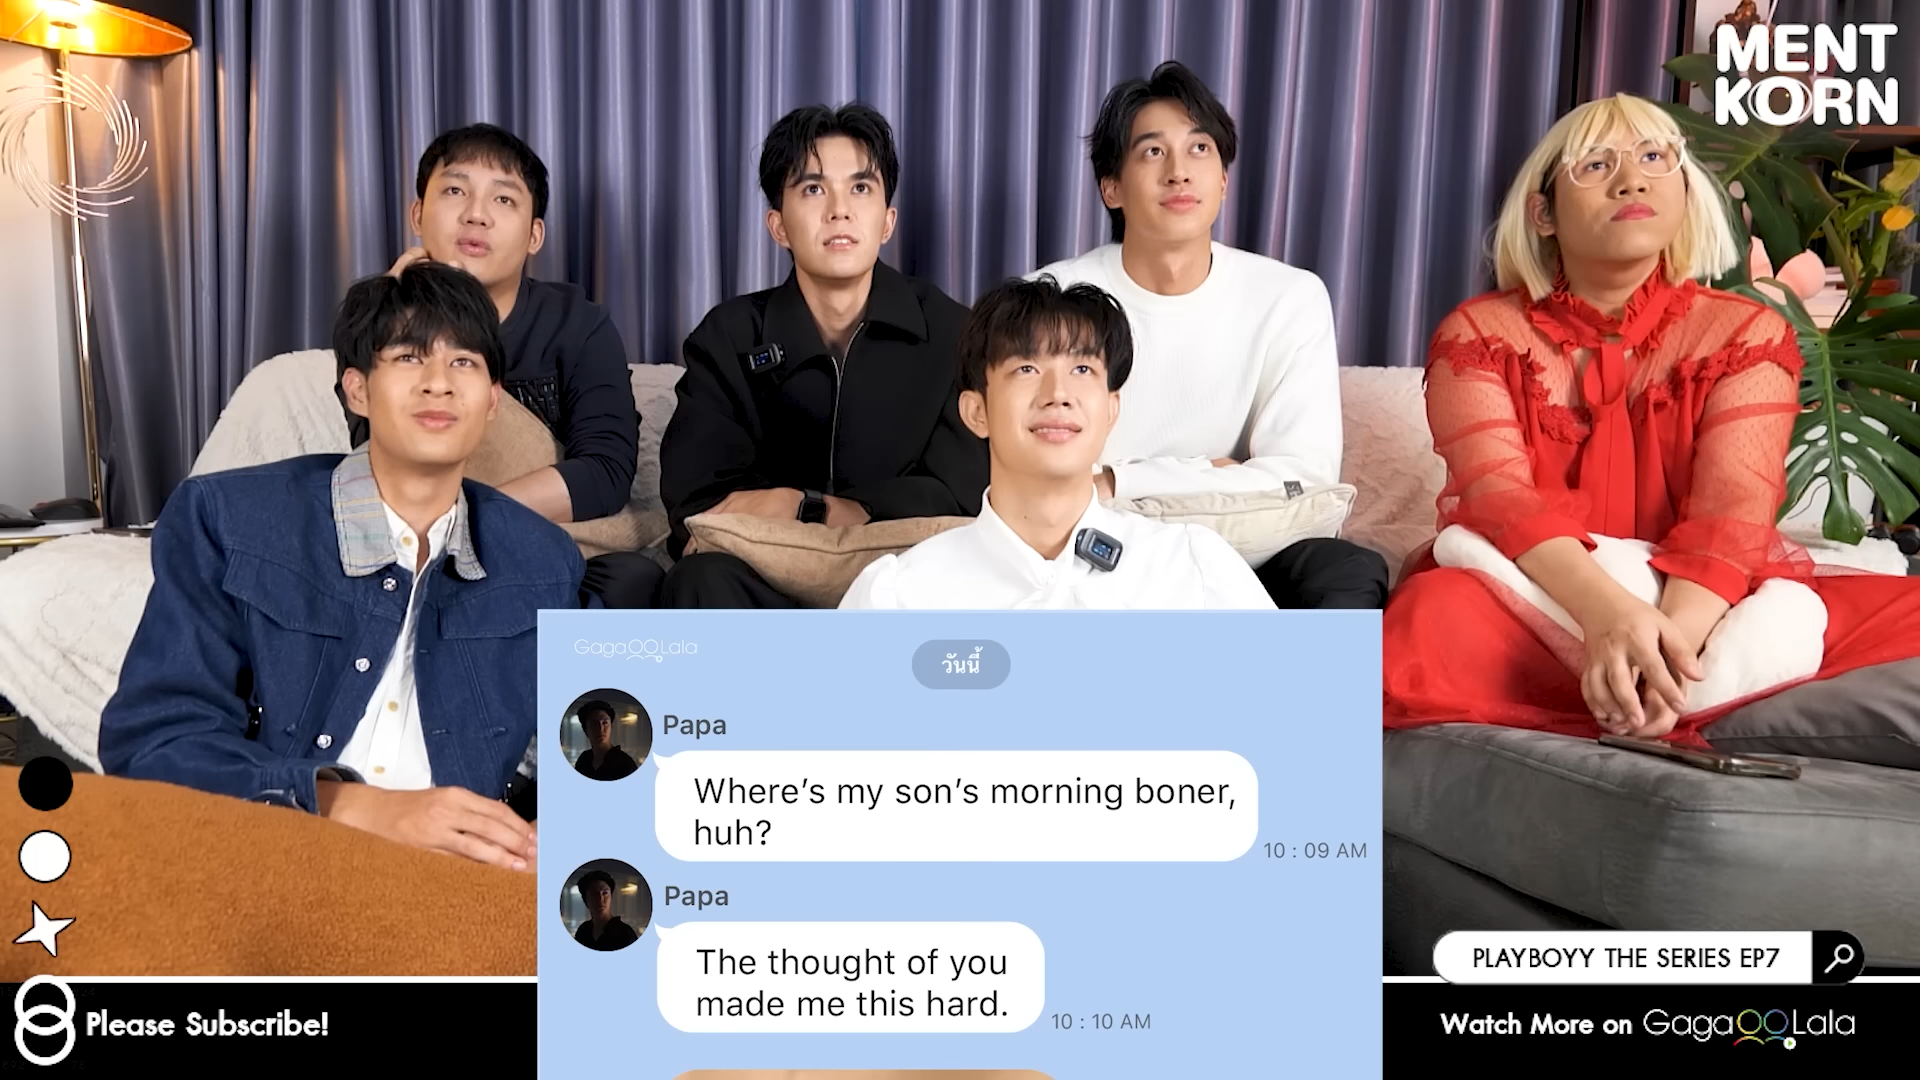 MENT
KORN
GagaOOLala
วันนี้
Papa
Where’s my son’s morning boner,
huh?
10 : 09 AM
Papa
The thought of you
made me this hard.
10 : 10 AM
PLAYBOYY THE SERIES EP7
Please Subscribe!
Watch More on GagaOOLala